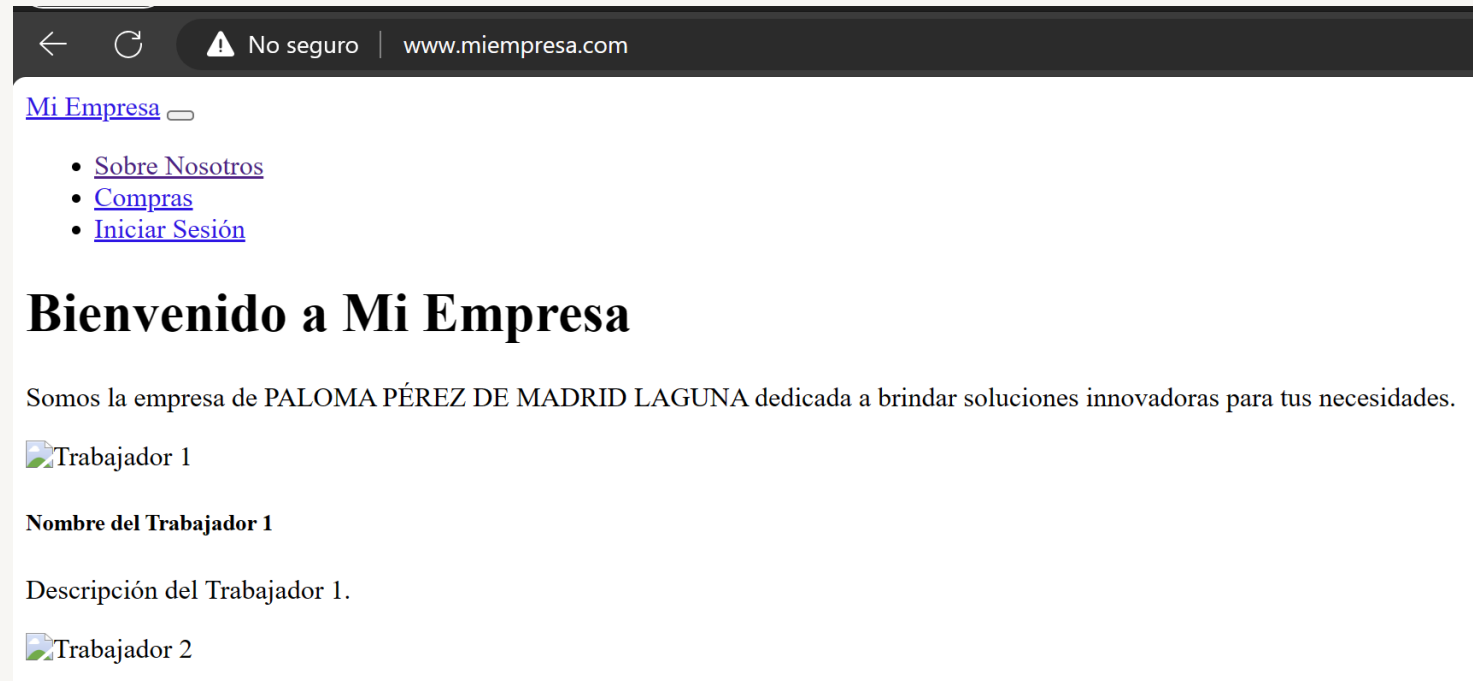 No seguro | www.miempresa.com
Mi Empresa
Sobre Nosotros
Compras
Iniciar Sesión
Bienvenido a Mi Empresa
Somos la empresa de PALOMA PÉREZ DE MADRID LAGUNA dedicada a brindar soluciones innovadoras para tus necesidades.
Trabajador 1
Nombre del Trabajador 1
Descripción del Trabajador 1.
Trabajador 2